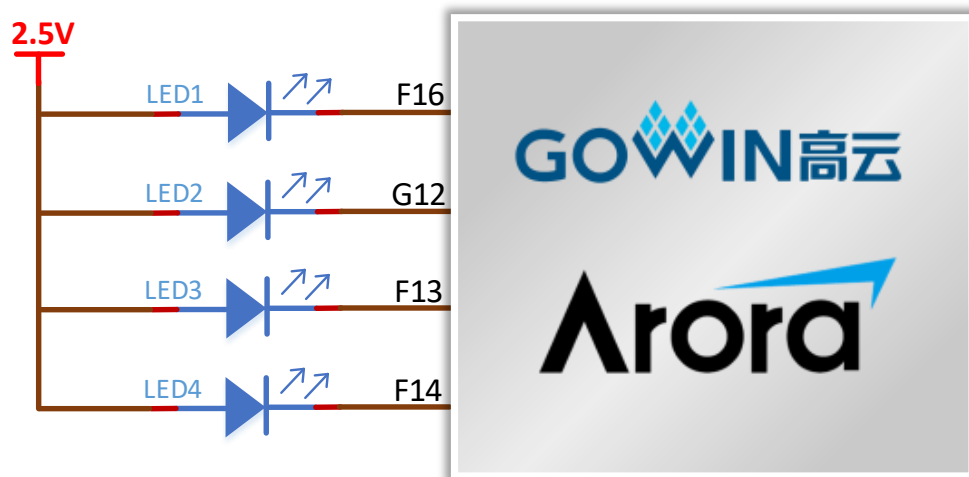 2.5V
LED1
F16
LED2
G12
LED3
F13
LED4
F14
GOWIN高云
Arora